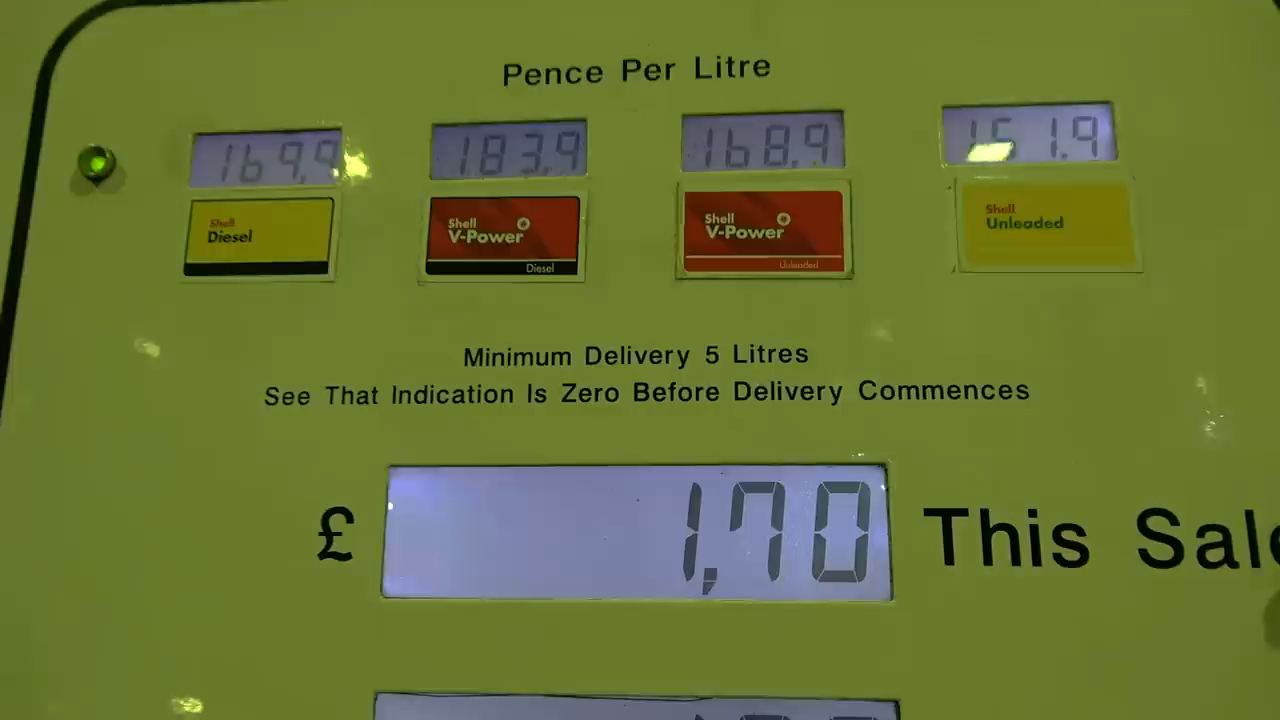 Pence Per Litre
169,9 183.9 168.9 151.9
Shell Diesel
Shell V-Power Diesel
Shell V-Power Unleaded
Shell Unleaded
Minimum Delivery 5 Litres
See That Indication Is Zero Before Delivery Commences
£ 1,70 This Sale